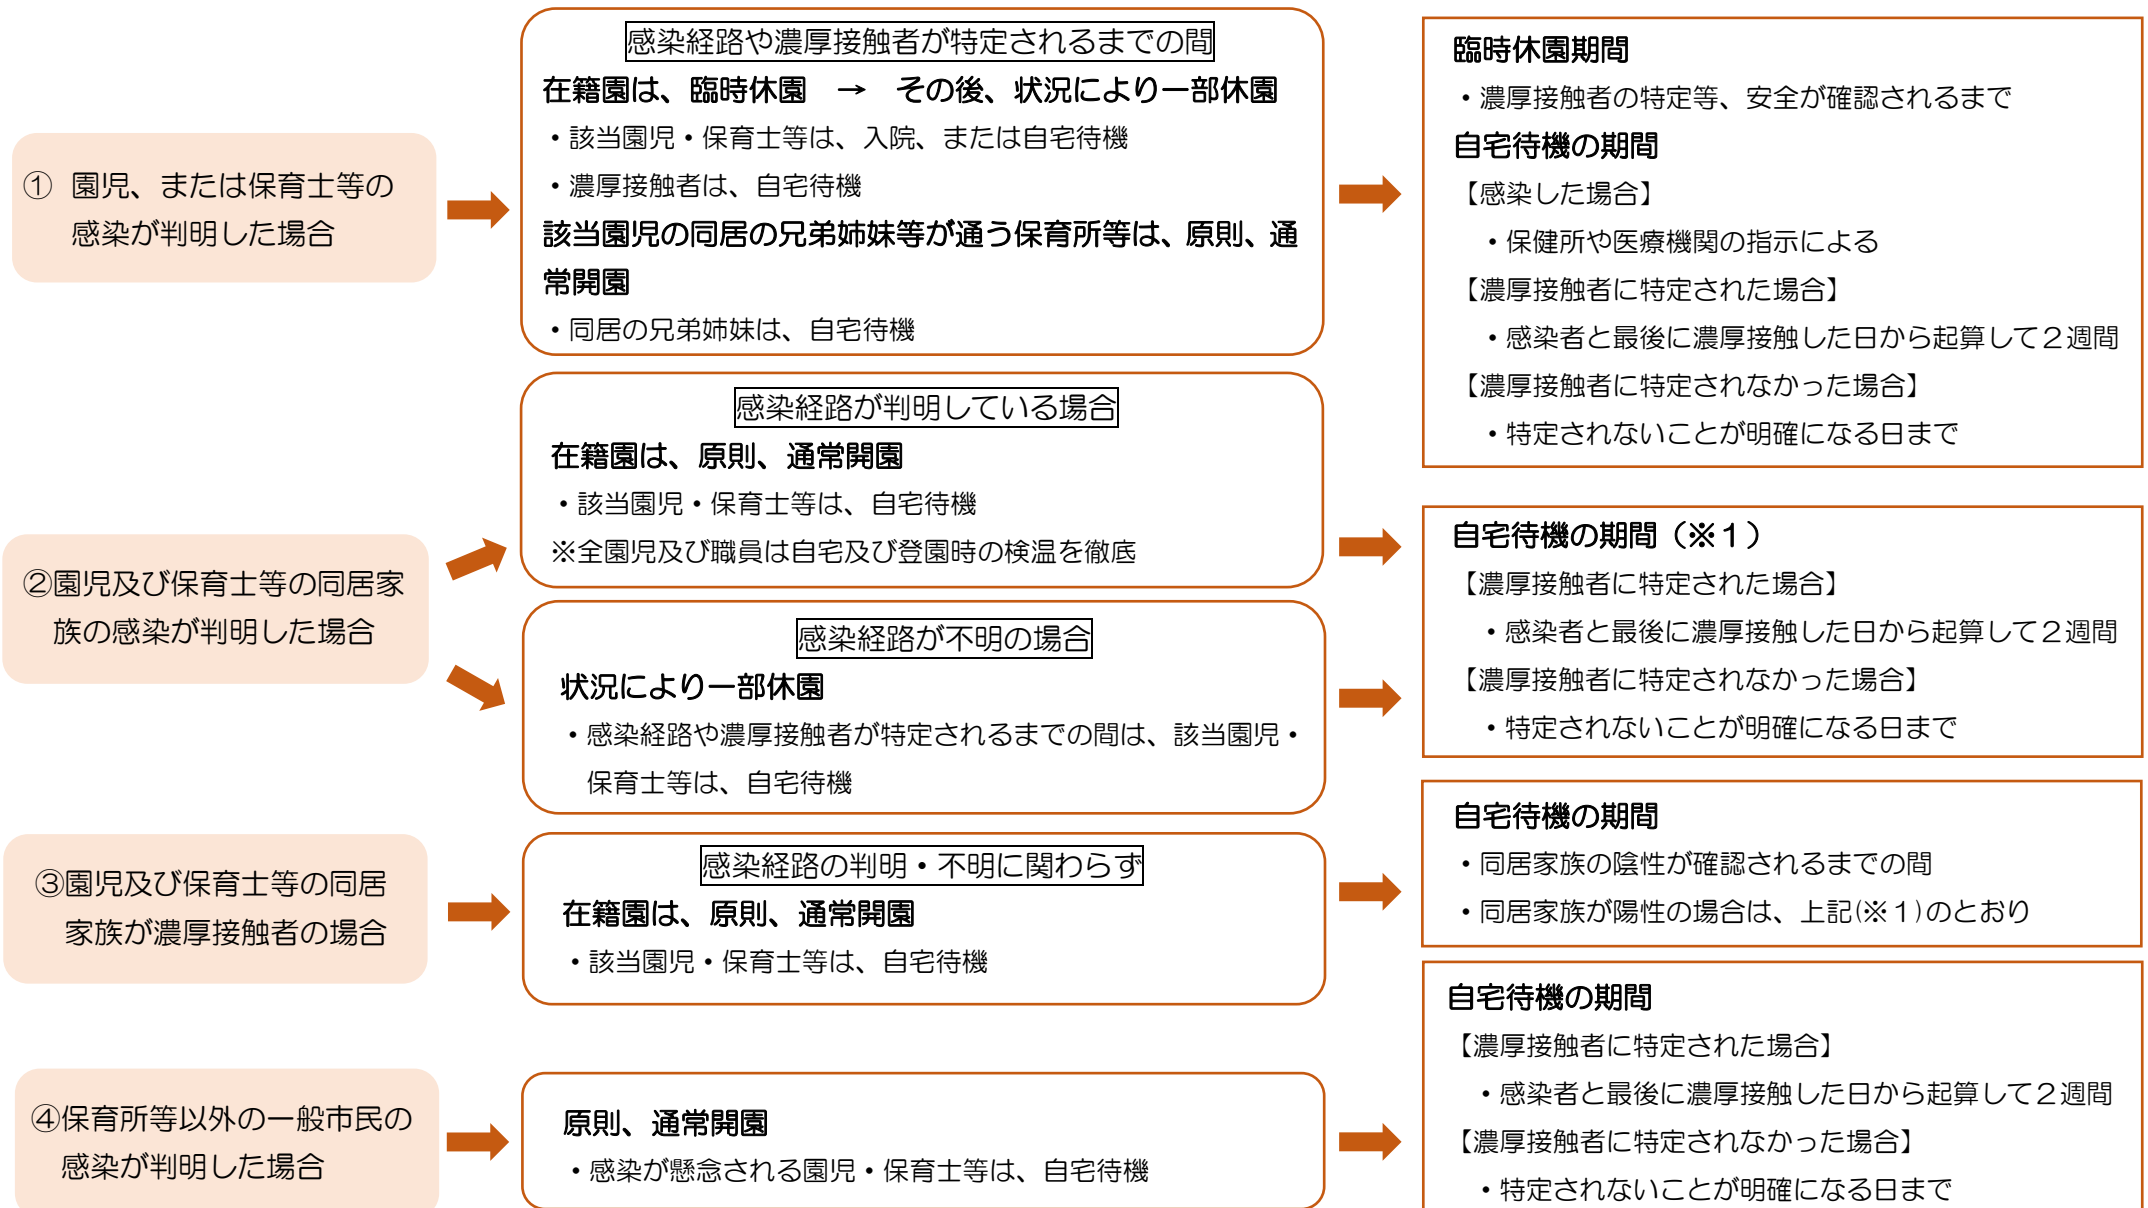 ① 園児、または保育士等の
感染が判明した場合
感染経路や濃厚接触者が特定されるまでの間
在籍園は、臨時休園 → その後、状況により一部休園
・該当園児・保育士等は、入院、または自宅待機
・濃厚接触者は、自宅待機
該当園児の同居の兄弟姉妹等が通う保育所等は、原則、通
常開園
・同居の兄弟姉妹は、自宅待機
臨時休園期間
・濃厚接触者の特定等、安全が確認されるまで
自宅待機の期間
【感染した場合】
・保健所や医療機関の指示による
【濃厚接触者に特定された場合】
・感染者と最後に濃厚接触した日から起算して２週間
【濃厚接触者に特定されなかった場合】
・特定されないことが明確になる日まで
②園児及び保育士等の同居家
族の感染が判明した場合
感染経路が判明している場合
在籍園は、原則、通常開園
・該当園児・保育士等は、自宅待機
※全園児及び職員は自宅及び登園時の検温を徹底
感染経路が不明の場合
状況により一部休園
・感染経路や濃厚接触者が特定されるまでの間は、該当園児・
保育士等は、自宅待機
自宅待機の期間（※１）
【濃厚接触者に特定された場合】
・感染者と最後に濃厚接触した日から起算して２週間
【濃厚接触者に特定されなかった場合】
・特定されないことが明確になる日まで
③園児及び保育士等の同居
家族が濃厚接触者の場合
感染経路の判明・不明に関わらず
在籍園は、原則、通常開園
・該当園児・保育士等は、自宅待機
自宅待機の期間
・同居家族の陰性が確認されるまでの間
・同居家族が陽性の場合は、上記(※１)のとおり
④保育所等以外の一般市民の
感染が判明した場合
原則、通常開園
・感染が懸念される園児・保育士等は、自宅待機
自宅待機の期間
【濃厚接触者に特定された場合】
・感染者と最後に濃厚接触した日から起算して２週間
【濃厚接触者に特定されなかった場合】
・特定されないことが明確になる日まで